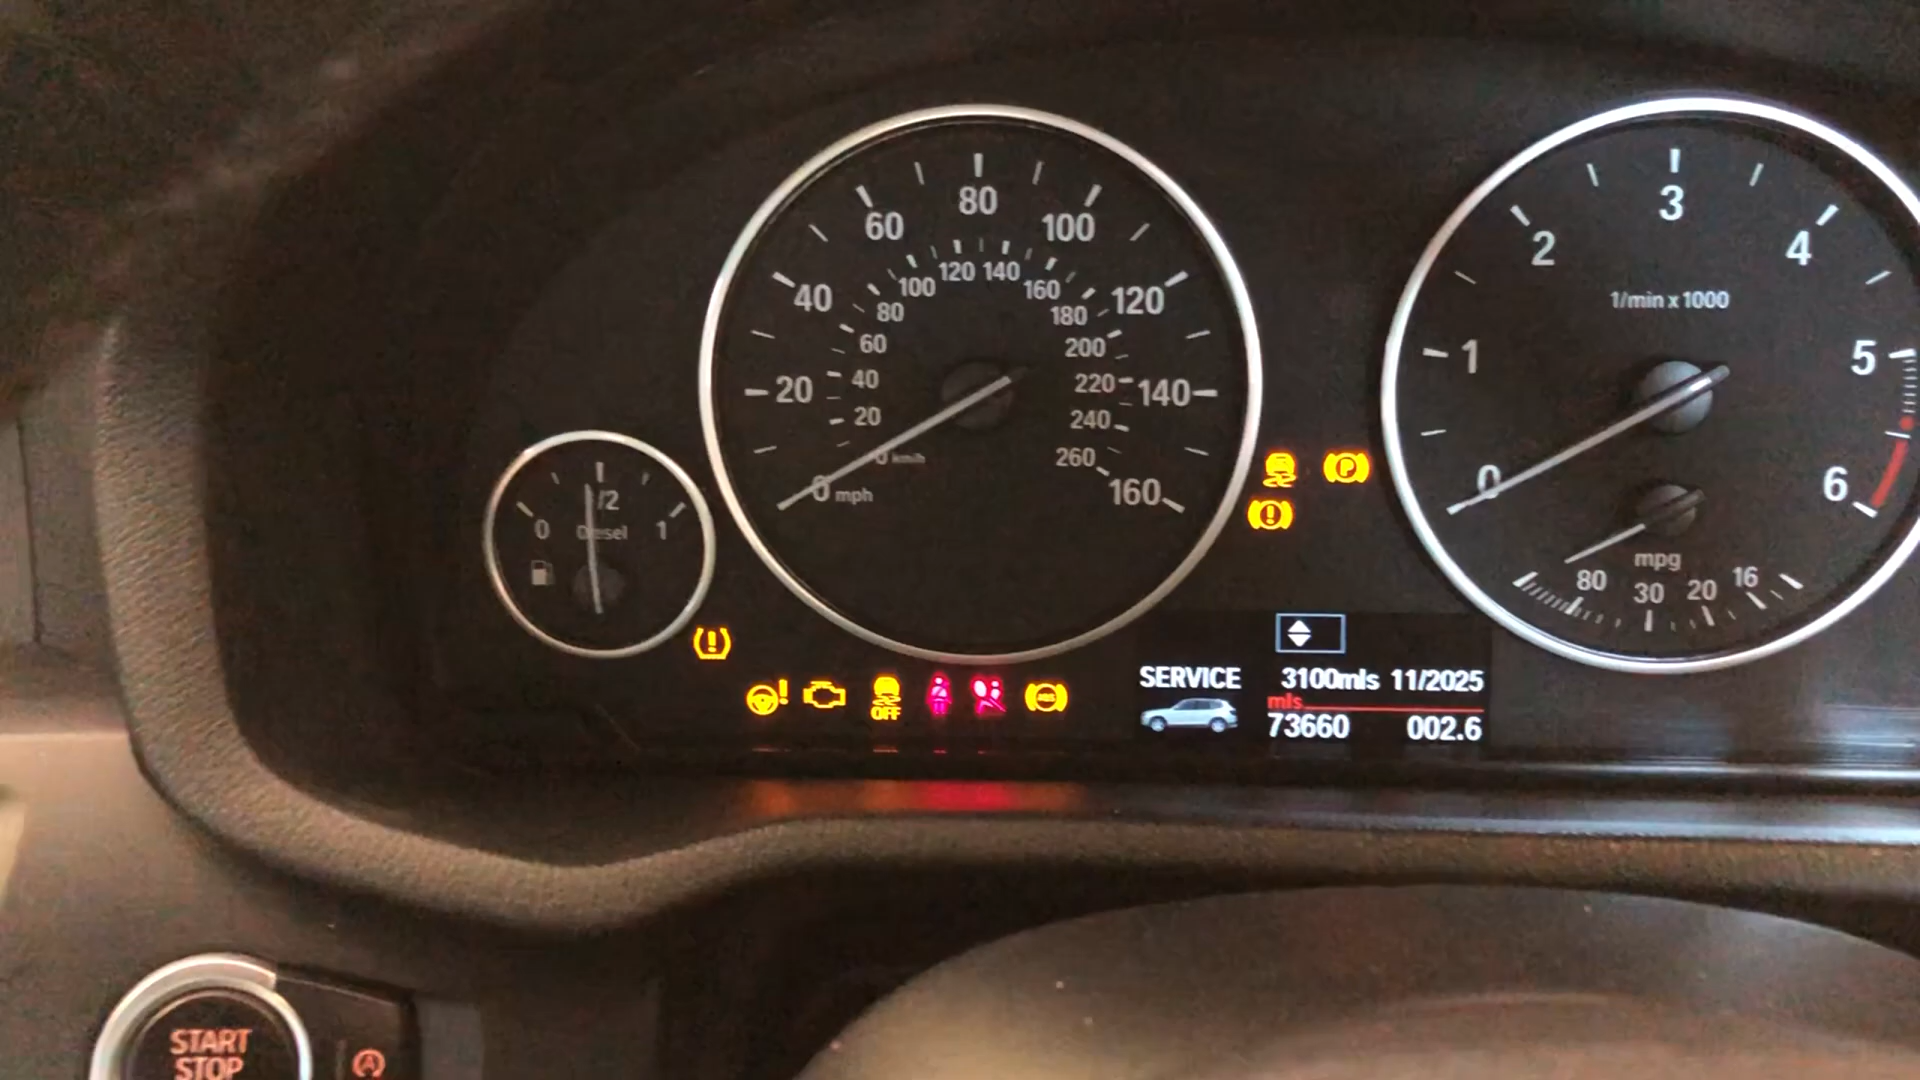 0 1/2 1
Diesel
0 20 40 60 80 100 120 140 160
mph
0 20 40 60 80 100 120 140 160 180 200 220 240 260
km/h
OFF
ABS
P
0 1 2 3 4 5 6
1/min x 1000
mpg
80 30 20 16
SERVICE 3100mls 11/2025
mls
73660 002.6
START
STOP
A